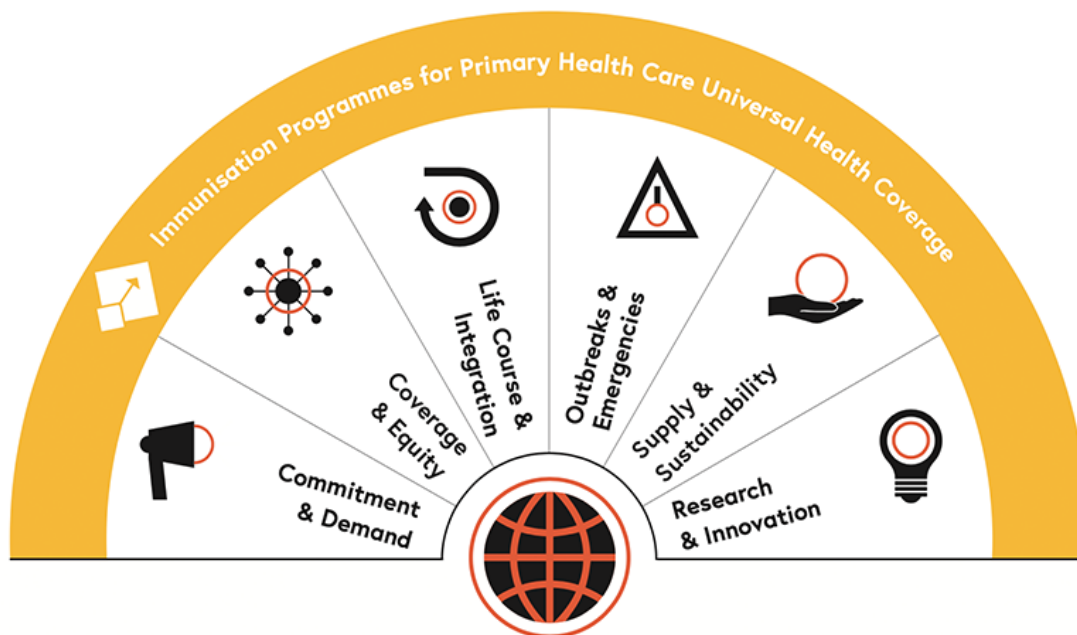 Immunisation Programmes for Primary Health Care Universal Health Coverage
Commitment
& Demand
Coverage
& Equity
Life Course &
Integration
Outbreaks &
Emergencies
Supply &
Sustainability
Research
& Innovation